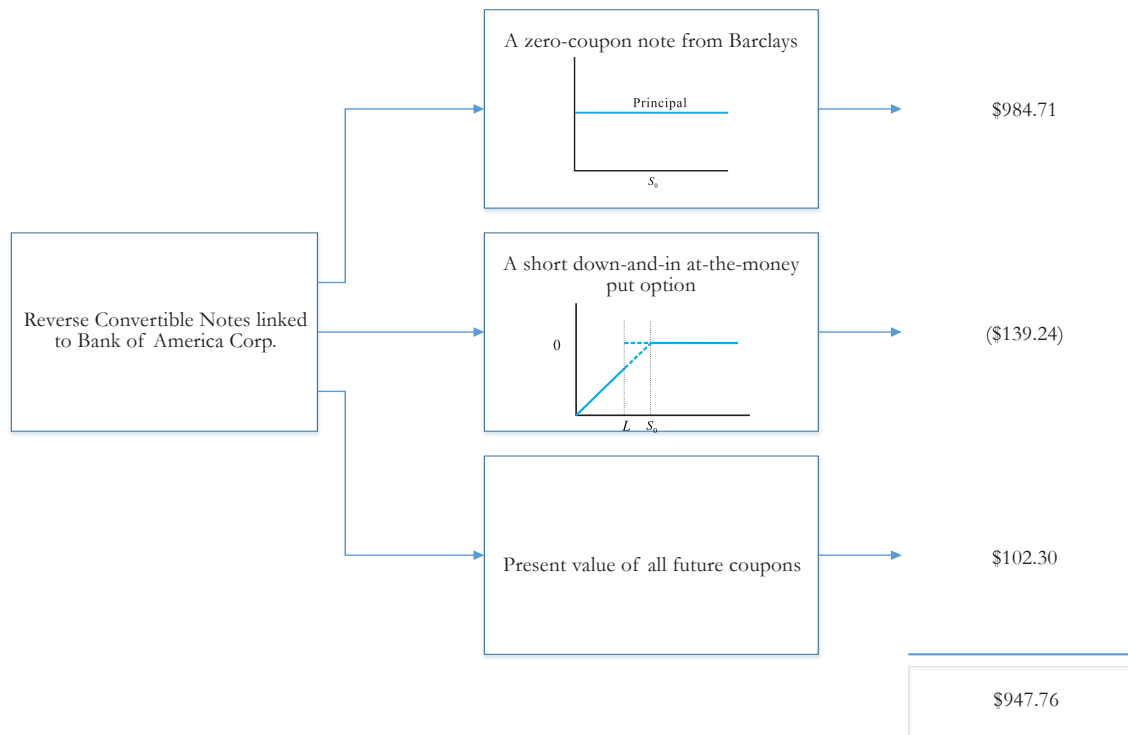 A zero-coupon note from Barclays
Principal
S₀
$984.71
Reverse Convertible Notes linked
to Bank of America Corp.
A short down-and-in at-the-money
put option
0
L S₀
($139.24)
Present value of all future coupons
$102.30
$947.76